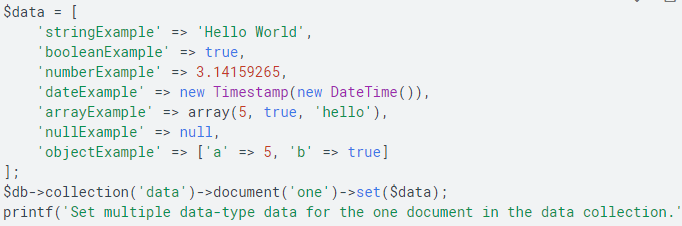 $data = [
    'stringExample' => 'Hello World',
    'booleanExample' => true,
    'numberExample' => 3.14159265,
    'dateExample' => new Timestamp(new DateTime()),
    'arrayExample' => array(5, true, 'hello'),
    'nullExample' => null,
    'objectExample' => ['a' => 5, 'b' => true]
];
$db->collection('data')->document('one')->set($data);
printf('Set multiple data-type data for the one document in the data collection.'